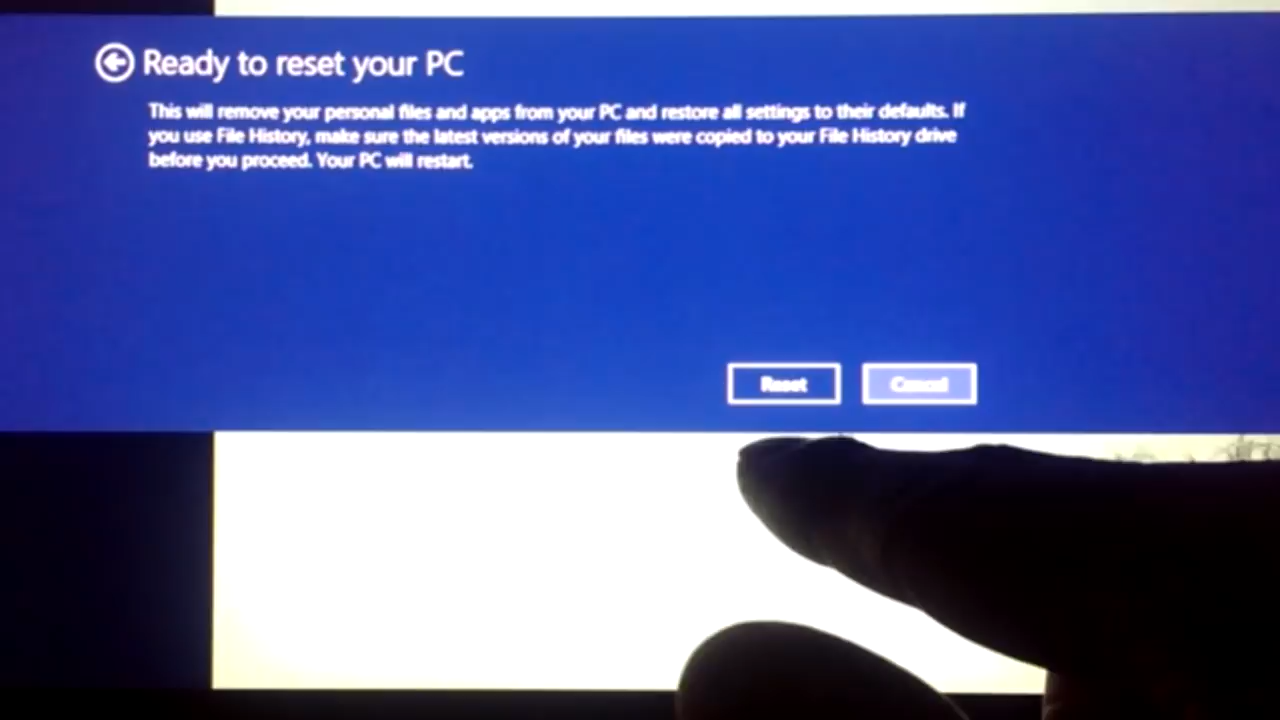 Ready to reset your PC
This will remove your personal files and apps from your PC and restore all settings to their defaults. If
you use File History, make sure the latest versions of your files were copied to your File History drive
before you proceed. Your PC will restart.
Reset Cancel